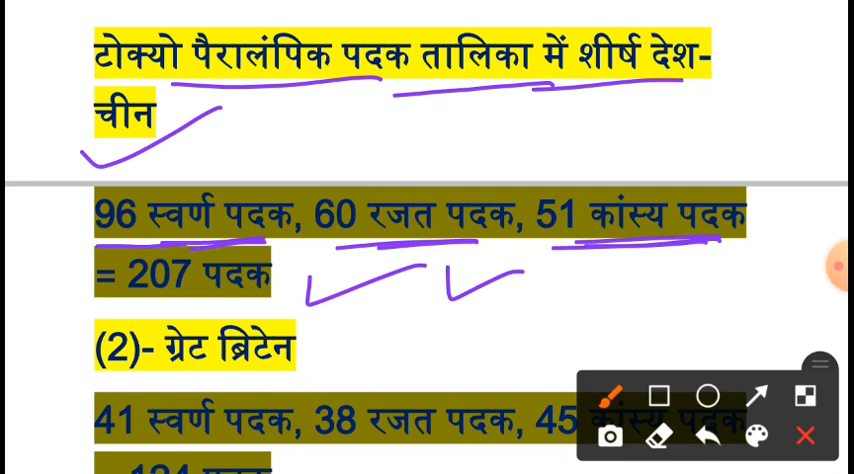 टोक्यो पैरालंपिक पदक तालिका में शीर्ष देश-
चीन
96 स्वर्ण पदक, 60 रजत पदक, 51 कांस्य पदक
= 207 पदक
(2)- ग्रेट ब्रिटेन
41 स्वर्ण पदक, 38 रजत पदक, 45 कांस्य पदक